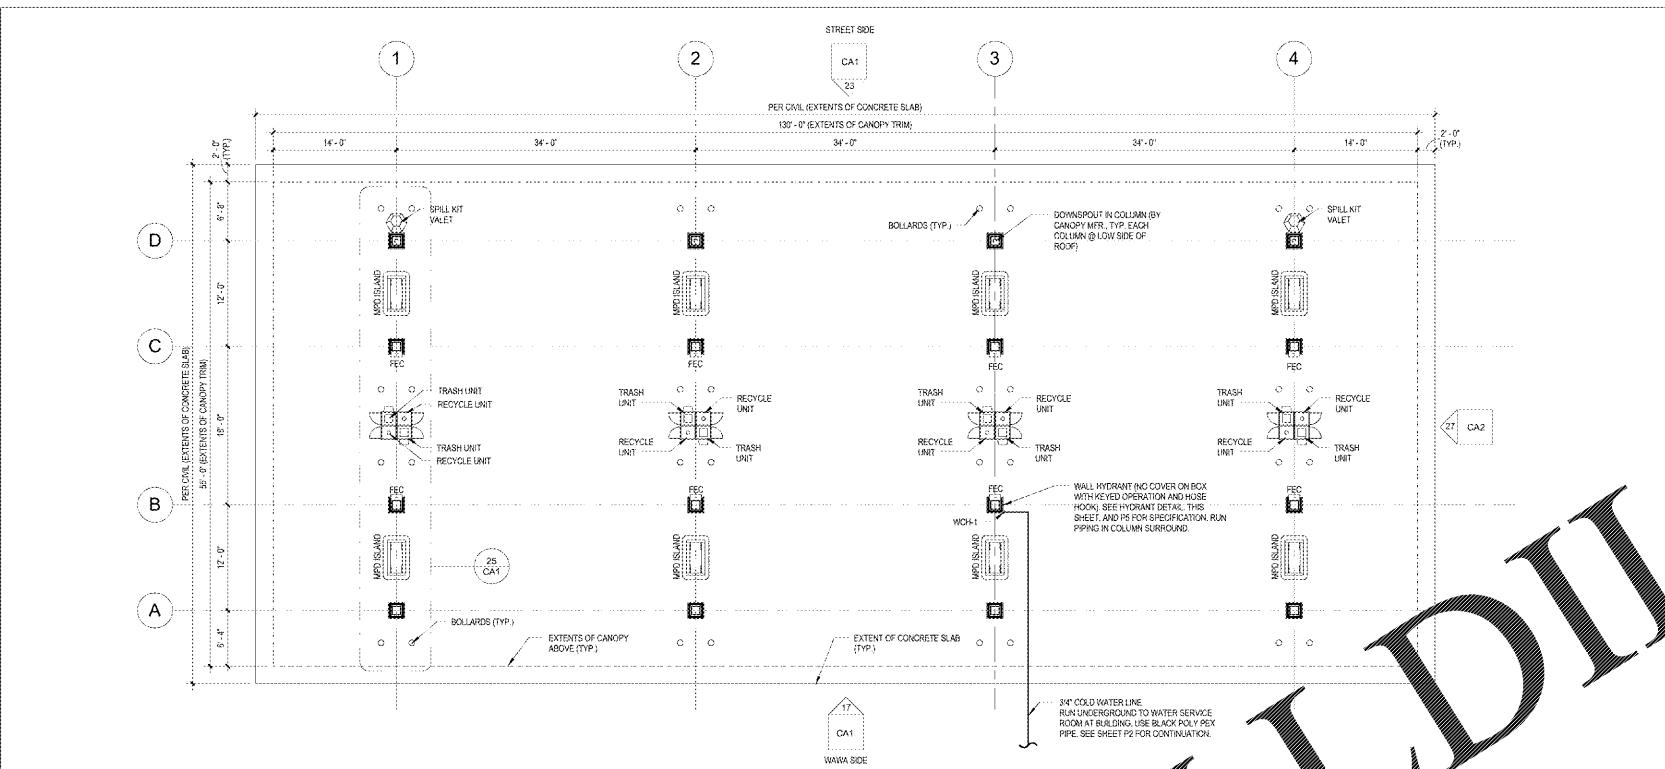 STREET SIDE
1
2
3
4
CA1
23
PER CIVIL (EXTENTS OF CONCRETE SLAB)
130' - 0" (EXTENTS OF CANOPY TRIM)
14' - 0"
34' - 0"
34' - 0"
34' - 0"
14' - 0"
2' - 0"
(TYP.)
2' - 0"
(TYP.)
SPILL KIT
VALET
BOLLARDS (TYP.)
DOWNSPOUT IN COLUMN (BY
CANOPY MFR., TYP. EACH
COLUMN @ LOW SIDE OF
ROOF)
SPILL KIT
VALET
D
12' - 0"
MPD ISLAND
MPD ISLAND
MPD ISLAND
MPD ISLAND
C
FEC
FEC
FEC
FEC
PER CIVIL (EXTENTS OF CONCRETE SLAB)
(EXTENTS OF CANOPY TRIM)
TRASH UNIT
RECYCLE UNIT
TRASH UNIT
RECYCLE UNIT
TRASH
UNIT
RECYCLE
UNIT
RECYCLE
UNIT
TRASH
UNIT
TRASH
UNIT
RECYCLE
UNIT
RECYCLE
UNIT
TRASH
UNIT
TRASH
UNIT
RECYCLE
UNIT
RECYCLE
UNIT
TRASH
UNIT
27
CA2
B
FEC
FEC
FEC
FEC
WALL HYDRANT (NO COVER ON BOX
WITH KEYED OPERATION AND HOSE
HOOK). SEE HYDRANT DETAIL, THIS
SHEET, AND P5 FOR SPECIFICATION. RUN
PIPING IN COLUMN SURROUND.
WCH-1
12' - 0"
MPD ISLAND
MPD ISLAND
MPD ISLAND
MPD ISLAND
25
CA1
A
6' - 4"
BOLLARDS (TYP.)
EXTENTS OF CANOPY
ABOVE (TYP.)
EXTENT OF CONCRETE SLAB
(TYP.)
17
CA1
WAWA SIDE
3/4" COLD WATER LINE.
RUN UNDERGROUND TO WATER SERVICE
ROOM AT BUILDING. USE BLACK POLY PEX
PIPE. SEE SHEET P2 FOR CONTINUATION.